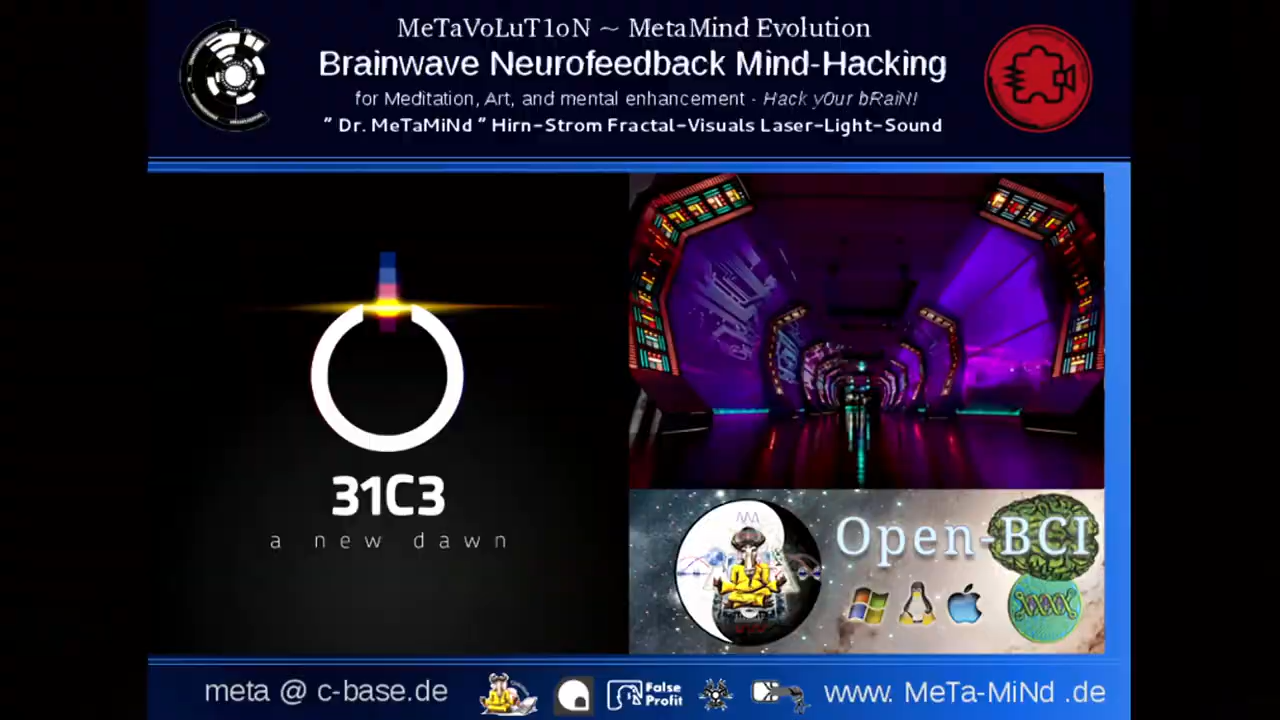 MeTaVoLuT1oN ~ MetaMind Evolution
Brainwave Neurofeedback Mind-Hacking
for Meditation, Art, and mental enhancement - Hack y0ur bRaiN!
" Dr. MeTaMiNd " Hirn-Strom Fractal-Visuals Laser-Light-Sound
31C3
a new dawn
Open-BCI
meta @ c-base.de
False
Profit
www. MeTa-MiNd .de